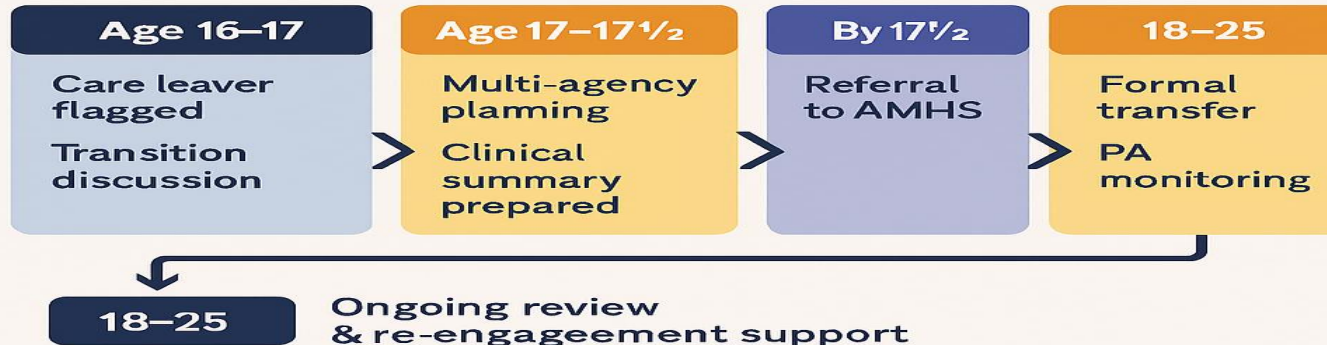 Age 16–17
Care leaver
flagged
Transition
discussion
Age 17–17½
Multi-agency
planming
Clinical
summary
prepared
By 17½
Referral
to AMHS
18–25
Formal
transfer
PA
monitoring
18–25
Ongoing review
& re-engageement support